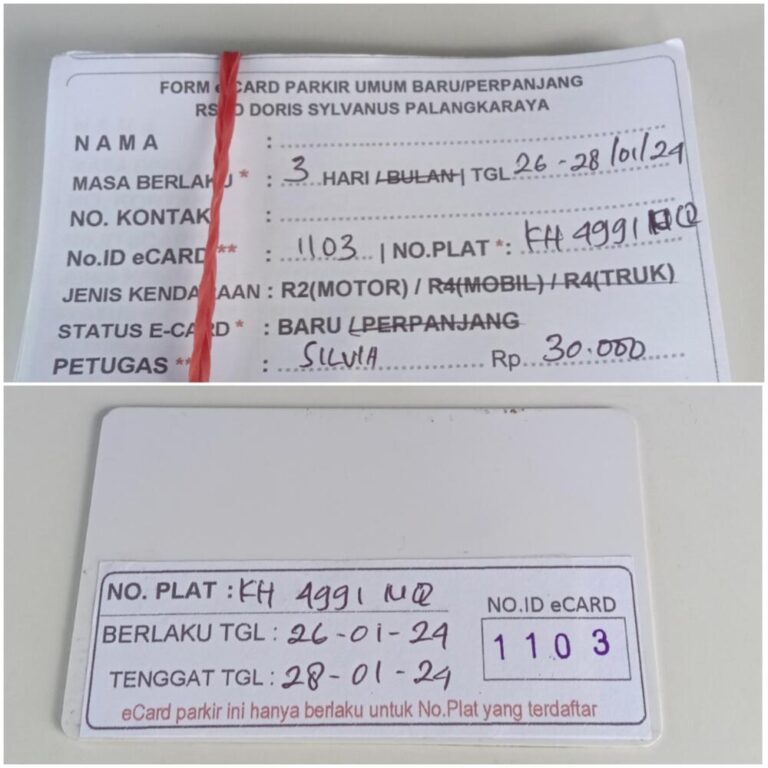 FORM eCARD PARKIR UMUM BARU/PERPANJANG
RSUD DORIS SYLVANUS PALANGKARAYA
NAMA :
MASA BERLAKU * : 3 HARI / BULAN | TGL 26 - 28 /01/24
NO. KONTAK :
No.ID eCARD ** : 1103 | NO.PLAT *: KH 4991 NQ
JENIS KENDARAAN : R2(MOTOR) / R4(MOBIL) / R4(TRUK)
STATUS E-CARD * : BARU / PERPANJANG
PETUGAS ** : SILVIA Rp 30.000
NO. PLAT : KH 4991 NQ
BERLAKU TGL : 26-01-24
TENGGAT TGL : 28-01-24
NO.ID eCARD
1103
eCard parkir ini hanya berlaku untuk No.Plat yang terdaftar